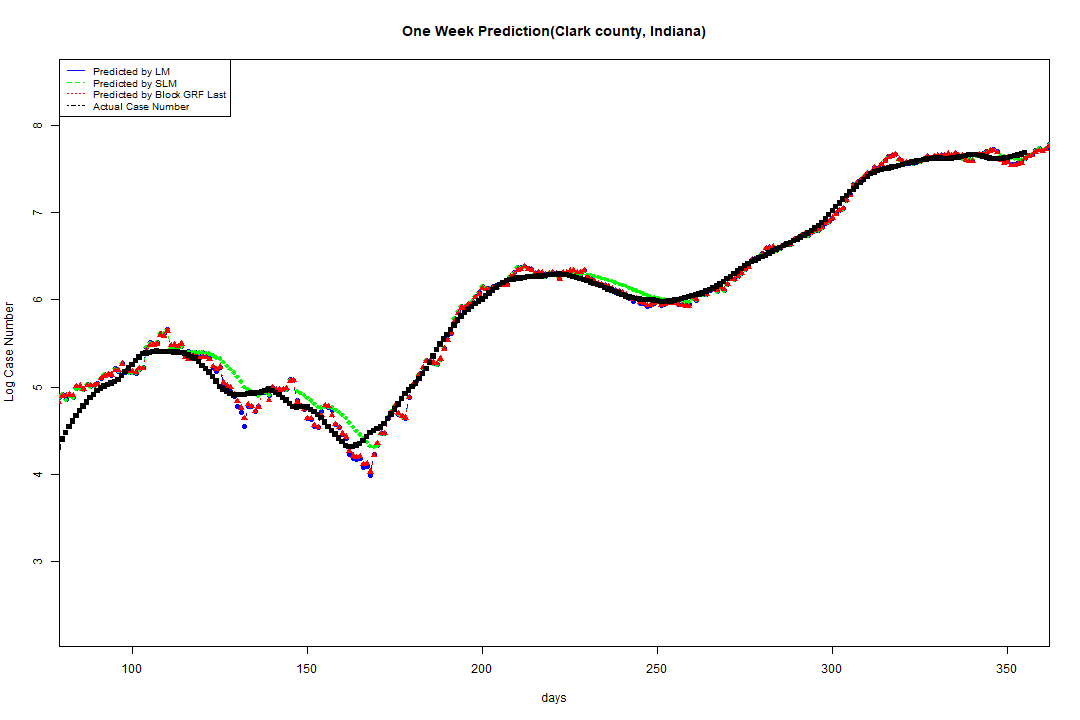 One Week Prediction(Clark county, Indiana)
Predicted by LM
Predicted by SLM
Predicted by Block GRF Last
Actual Case Number
8
7
6
5
4
3
Log Case Number
100 150 200 250 300 350
days